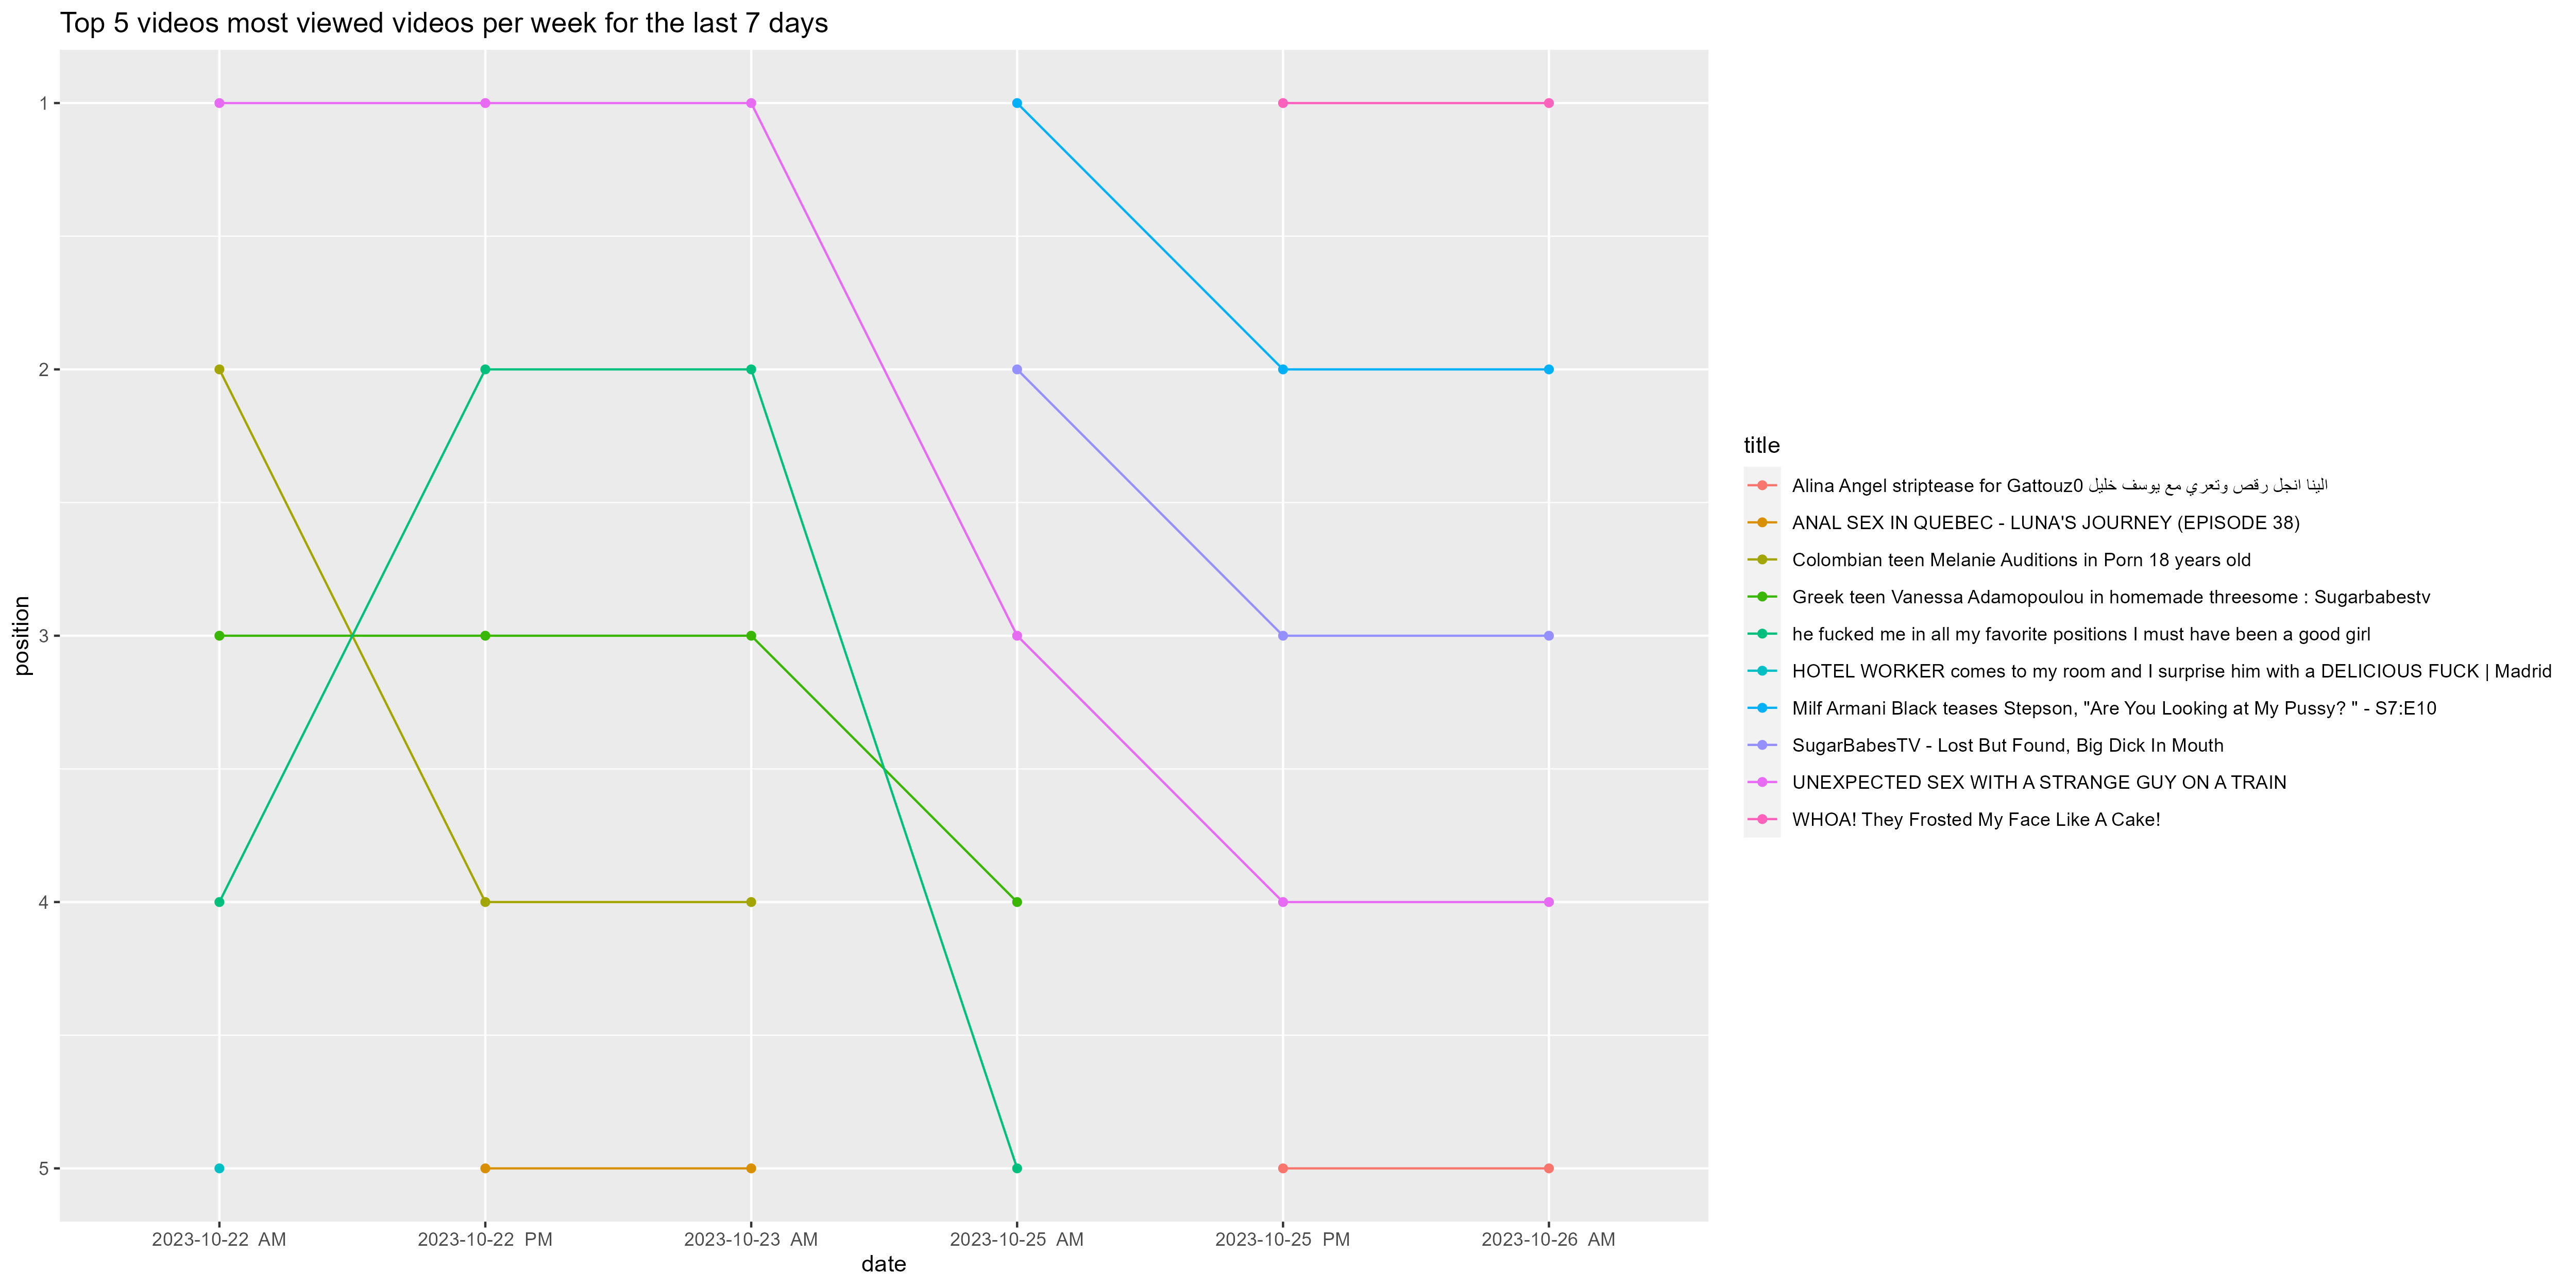 Top 5 videos most viewed videos per week for the last 7 days
1
2
3
4
5
position
2023-10-22 AM
2023-10-22 PM
2023-10-23 AM
2023-10-25 AM
2023-10-25 PM
2023-10-26 AM
date
title
Alina Angel striptease for Gattouz0 الينا انجل رقص وتعري مع يوسف خليل
ANAL SEX IN QUEBEC - LUNA'S JOURNEY (EPISODE 38)
Colombian teen Melanie Auditions in Porn 18 years old
Greek teen Vanessa Adamopoulou in homemade threesome : Sugarbabestv
he fucked me in all my favorite positions I must have been a good girl
HOTEL WORKER comes to my room and I surprise him with a DELICIOUS FUCK | Madrid
Milf Armani Black teases Stepson, "Are You Looking at My Pussy? " - S7:E10
SugarBabesTV - Lost But Found, Big Dick In Mouth
UNEXPECTED SEX WITH A STRANGE GUY ON A TRAIN
WHOA! They Frosted My Face Like A Cake!